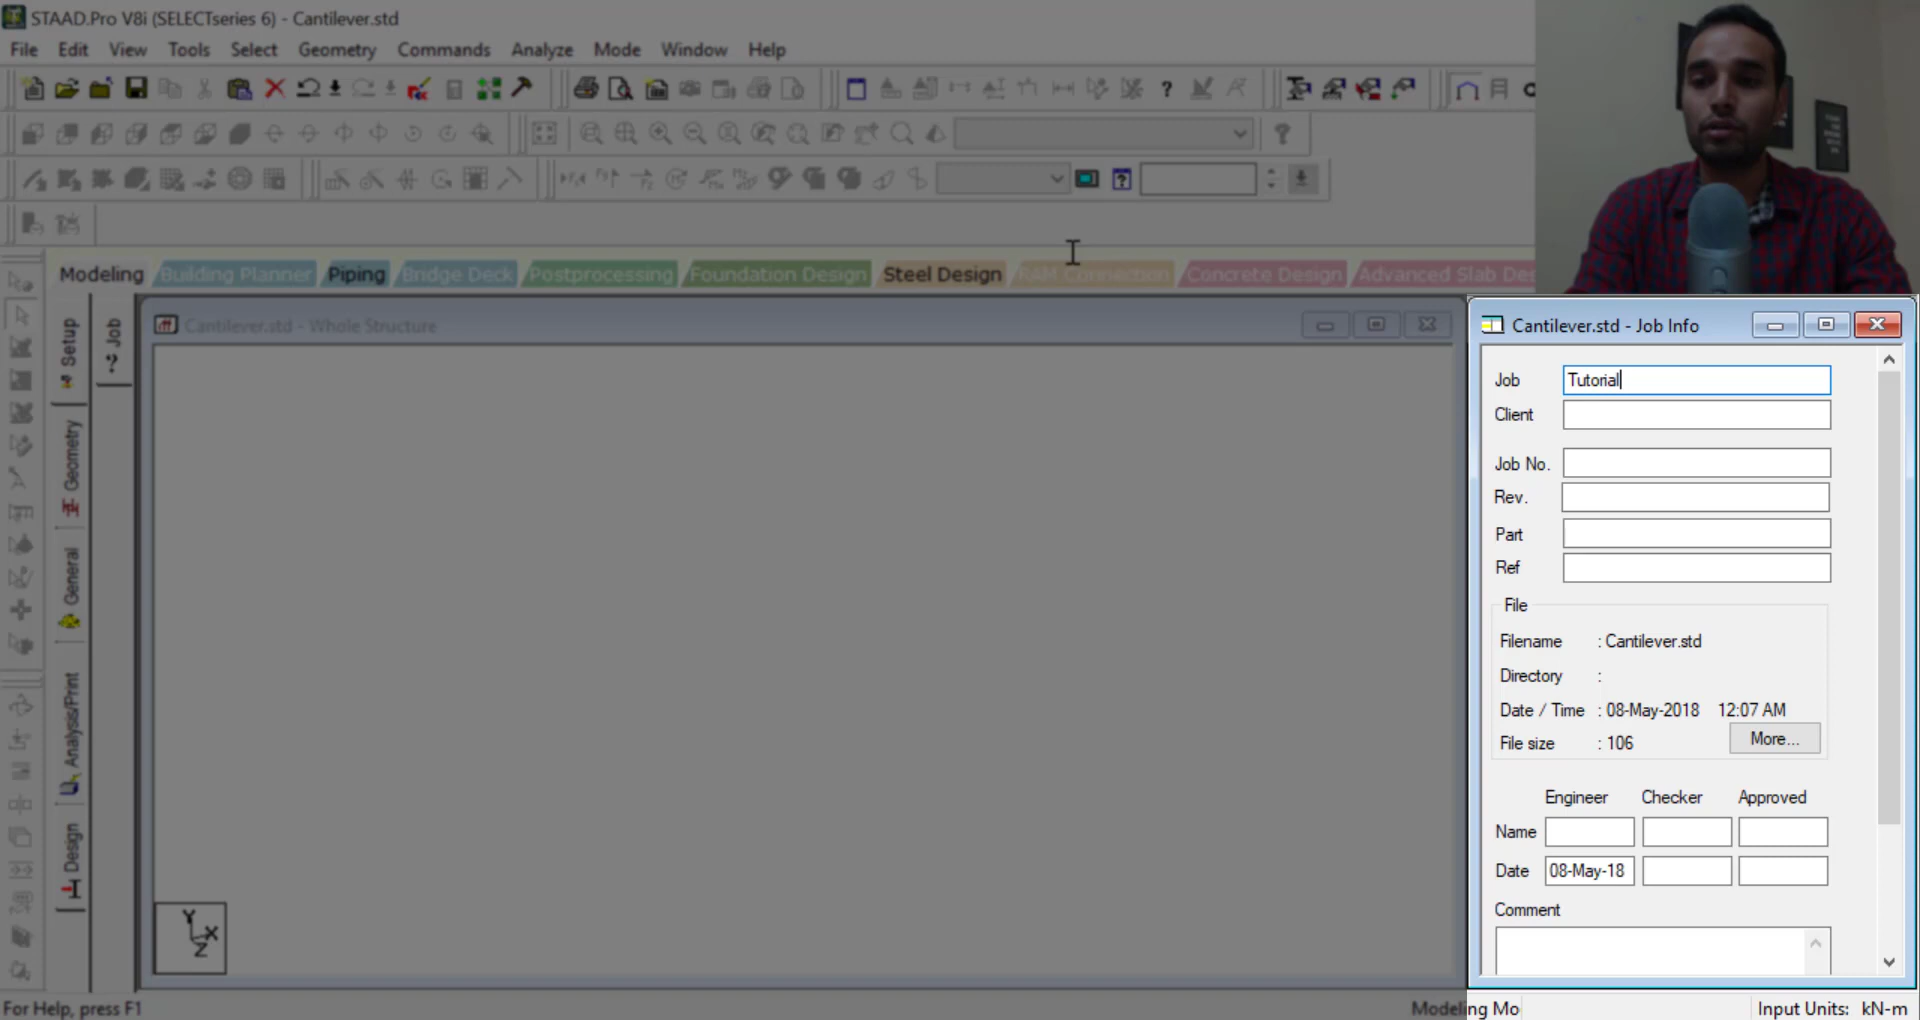 STAAD.Pro V8i (SELECTseries 6) - Cantilever.std
File Edit View Tools Select Geometry Commands Analyze Mode Window Help
Modeling Building Planner Piping Bridge Deck Postprocessing Foundation Design Steel Design RAM Connection Concrete Design Advanced Slab
Setup
Geometry
General
Analysis/Print
Design
Job
Cantilever.std - Whole Structure
Y
X
Z
Cantilever.std - Job Info
Job Tutorial
Client
Job No.
Rev.
Part
Ref
File
Filename : Cantilever.std
Directory :
Date / Time : 08-May-2018 12:07 AM
File size : 106 More...
Engineer Checker Approved
Name
Date 08-May-18
Comment
For Help, press F1
Modeling Mo
Input Units: kN-m